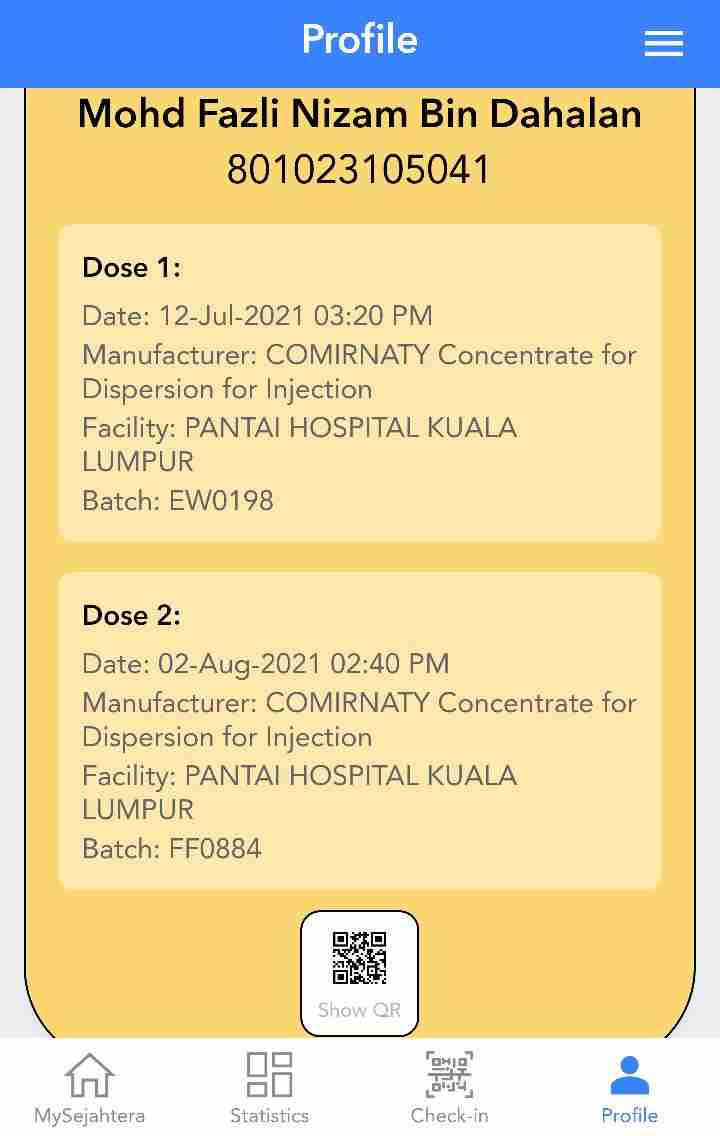 Profile
Mohd Fazli Nizam Bin Dahalan
801023105041
Dose 1:
Date: 12-Jul-2021 03:20 PM
Manufacturer: COMIRNATY Concentrate for
Dispersion for Injection
Facility: PANTAI HOSPITAL KUALA
LUMPUR
Batch: EW0198
Dose 2:
Date: 02-Aug-2021 02:40 PM
Manufacturer: COMIRNATY Concentrate for
Dispersion for Injection
Facility: PANTAI HOSPITAL KUALA
LUMPUR
Batch: FF0884
Show QR
MySejahtera Statistics Check-in Profile